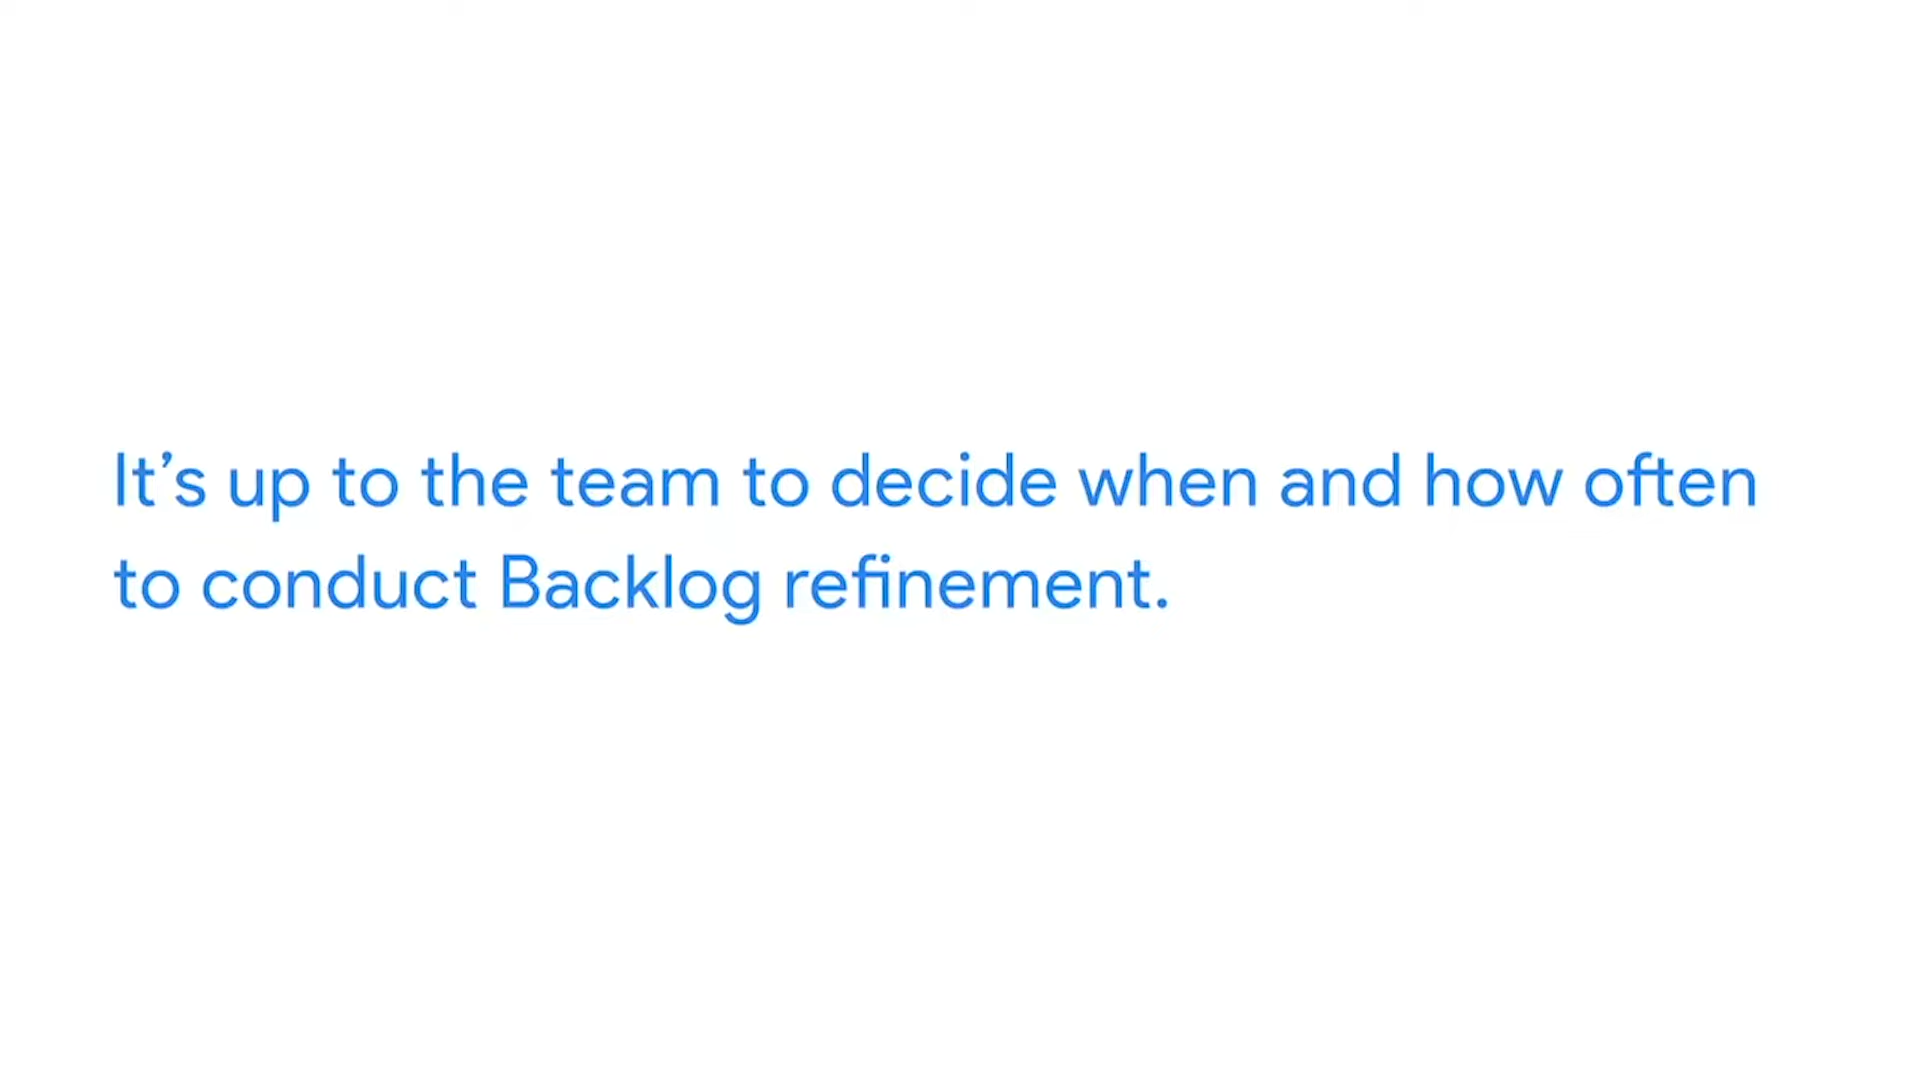 It’s up to the team to decide when and how often
to conduct Backlog refinement.